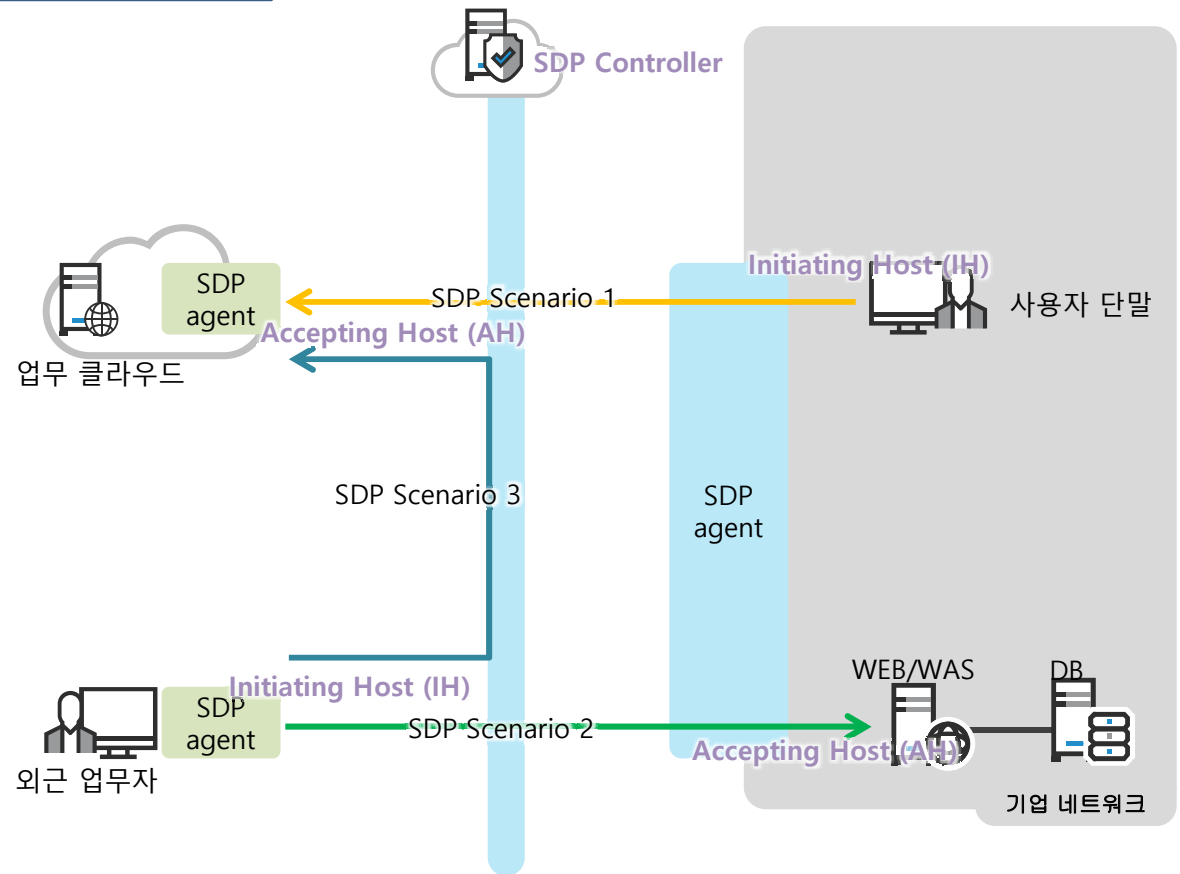 SDP Controller
Initiating Host (IH)
SDP
agent
SDP Scenario 1
사용자 단말
Accepting Host (AH)
업무 클라우드
SDP Scenario 3
SDP
agent
WEB/WAS
DB
Initiating Host (IH)
SDP
agent
SDP Scenario 2
Accepting Host (AH)
외근 업무자
기업 네트워크